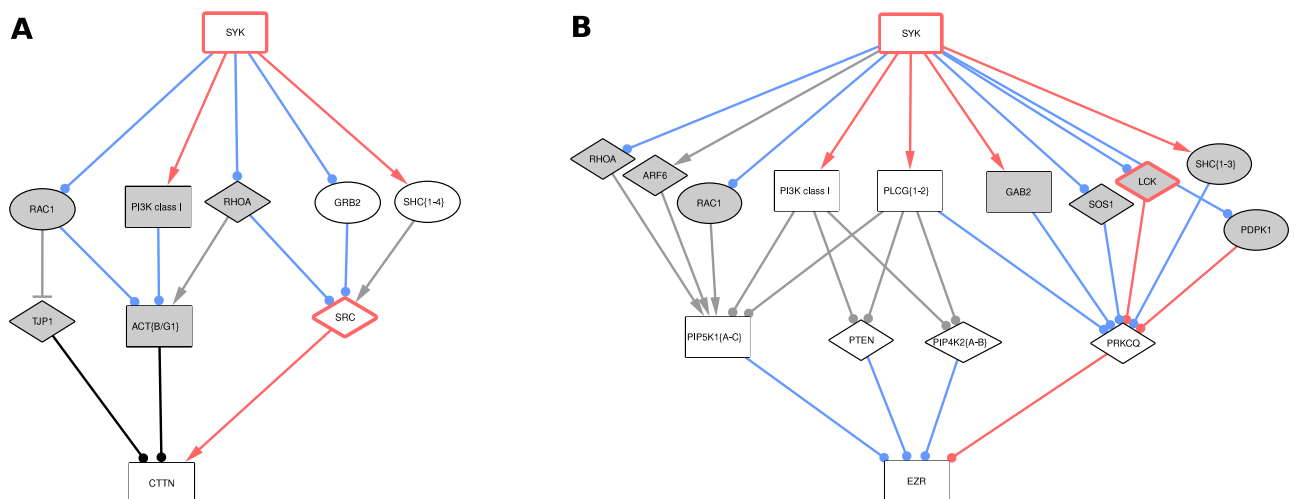 A
SYK
RAC1
PI3K class I
RHOA
GRB2
SHC{1-4}
TJP1
ACT{B/G1}
SRC
CTTN
B
SYK
RHOA
ARF6
RAC1
PI3K class I
PLCG{1-2}
GAB2
SOS1
LCK
SHC{1-3}
PDPK1
PIP5K1{A-C}
PTEN
PIP4K2{A-B}
PRKCQ
EZR